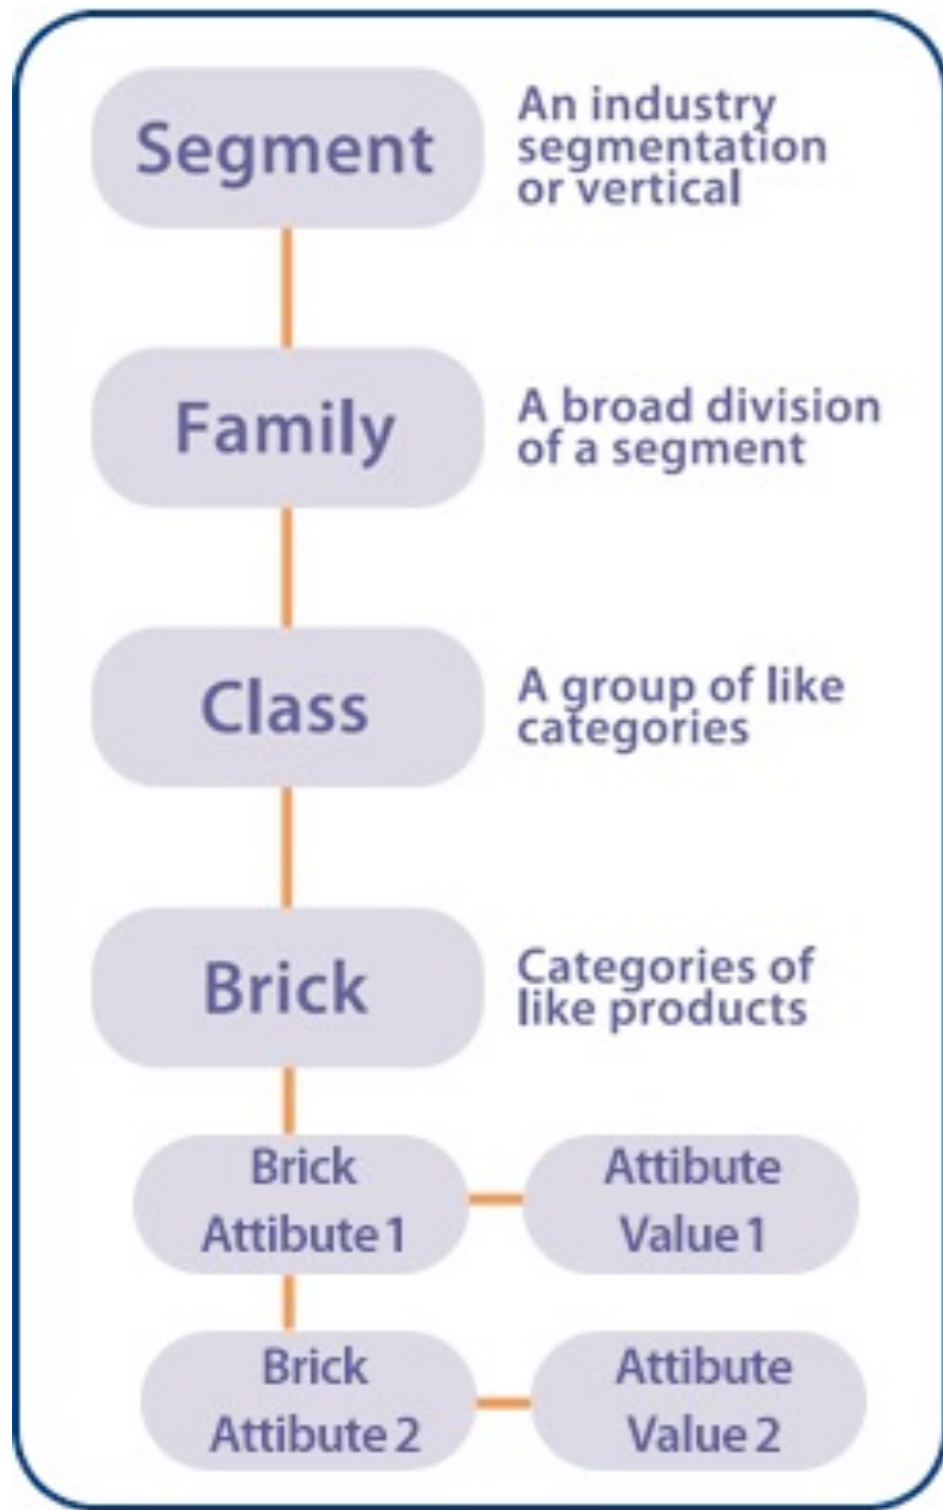 Segment
An industry
segmentation
or vertical
Family
A broad division
of a segment
Class
A group of like
categories
Brick
Categories of
like products
Brick
Attibute 1
Attibute
Value 1
Brick
Attibute 2
Attibute
Value 2